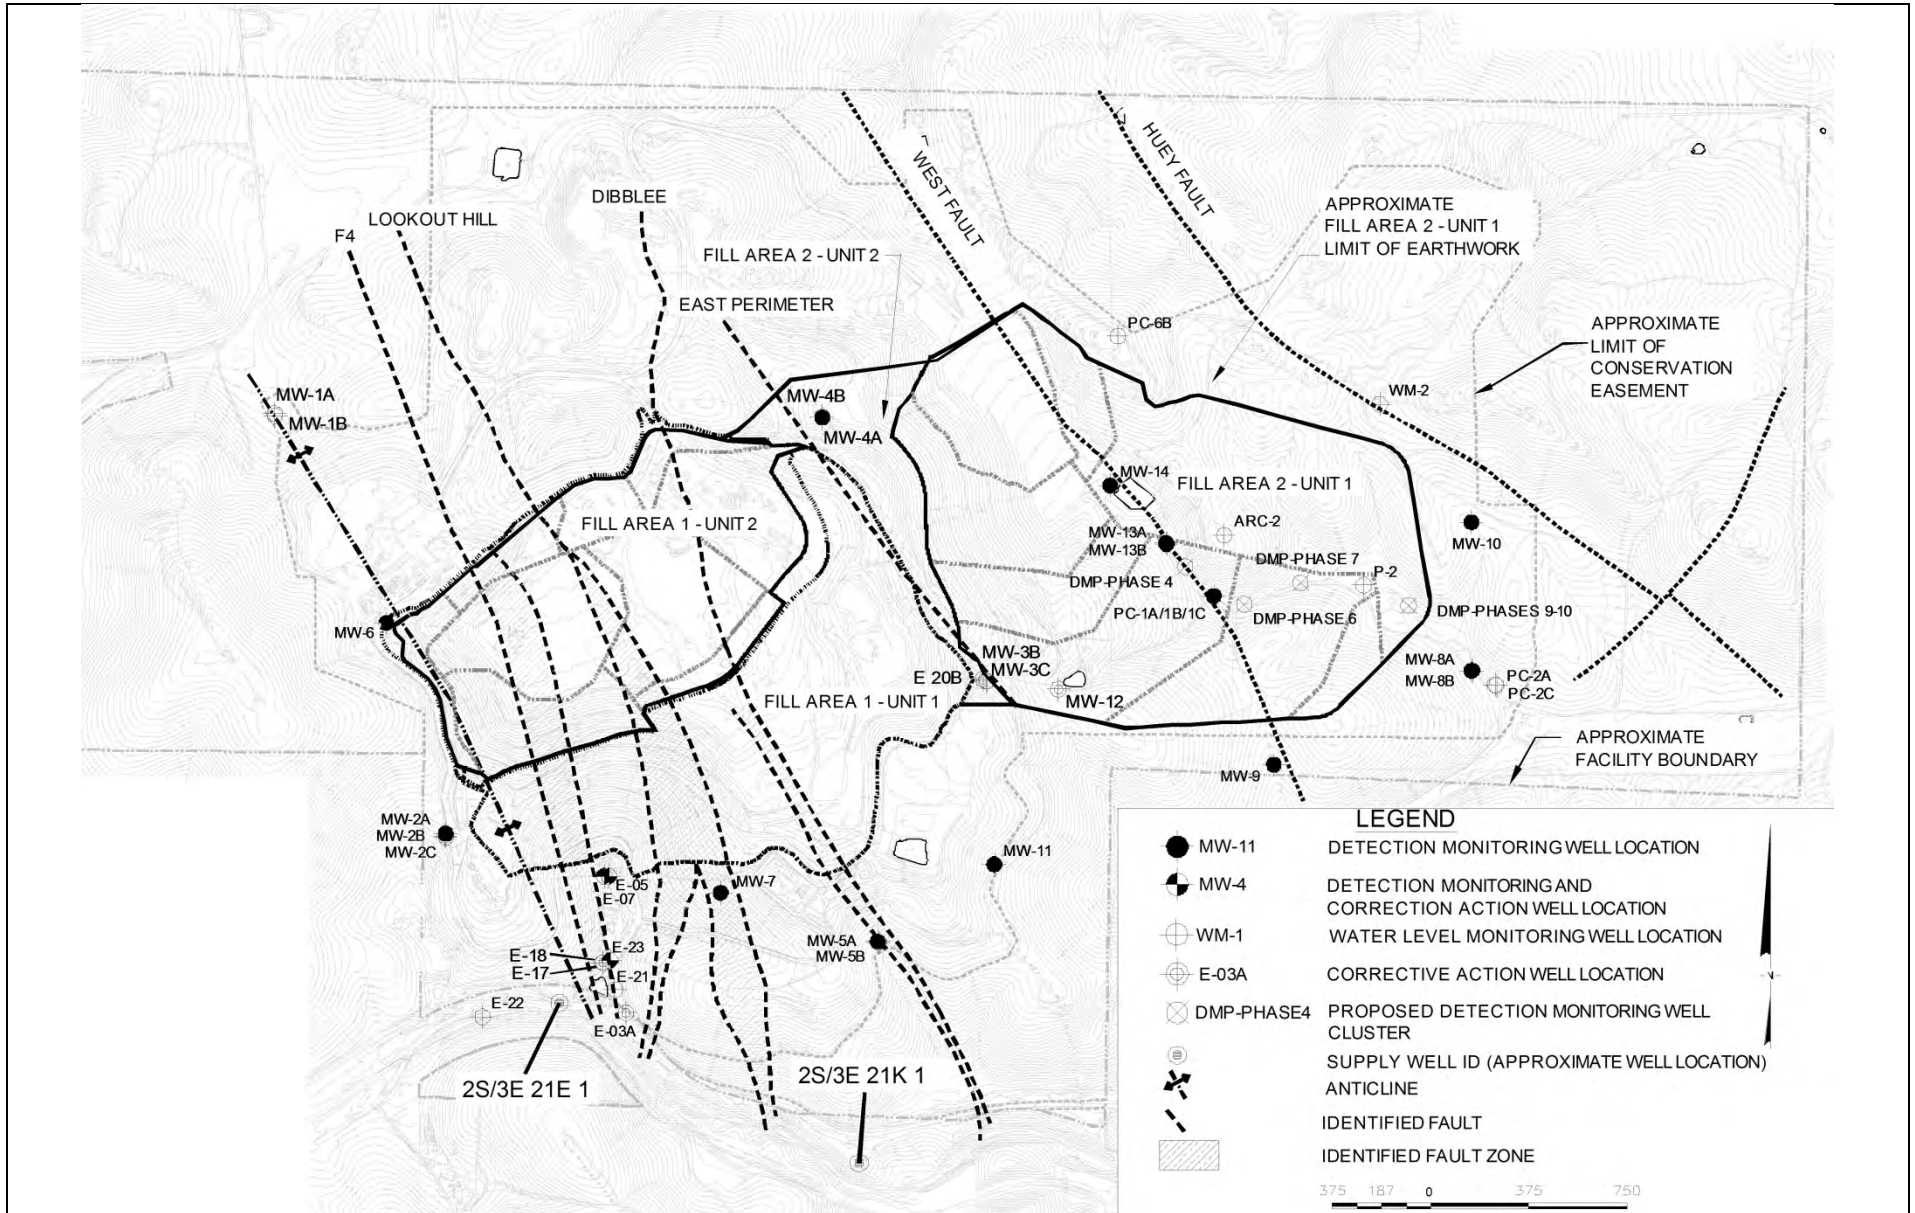 WEST FAULT
HUEY FAULT
DIBBLEE
LOOKOUT HILL
F4
APPROXIMATE
FILL AREA 2 - UNIT 1
LIMIT OF EARTHWORK
FILL AREA 2 - UNIT 2
EAST PERIMETER
PC-6B
APPROXIMATE
LIMIT OF
CONSERVATION
EASEMENT
MW-1A
MW-1B
MW-4B
MW-4A
WM-2
MW-14
FILL AREA 2 - UNIT 1
FILL AREA 1 - UNIT 2
ARC-2
MW-13A
MW-13B
MW-10
DMP-PHASE 7
P-2
DMP-PHASE 4
PC-1A/1B/1C
DMP-PHASE 6
DMP-PHASES 9-10
MW-6
MW-3B
MW-3C
E 20B
MW-12
MW-8A
MW-8B
PC-2A
PC-2C
FILL AREA 1 - UNIT 1
APPROXIMATE
FACILITY BOUNDARY
MW-9
MW-2A
MW-2B
MW-2C
MW-11
E-05
E-07
MW-7
MW-5A
MW-5B
E-23
E-18
E-17
E-21
E-22
E-03A
2S/3E 21E 1
2S/3E 21K 1
LEGEND
MW-11 DETECTION MONITORING WELL LOCATION
MW-4 DETECTION MONITORING AND
CORRECTION ACTION WELL LOCATION
WM-1 WATER LEVEL MONITORING WELL LOCATION
E-03A CORRECTIVE ACTION WELL LOCATION
DMP-PHASE4 PROPOSED DETECTION MONITORING WELL
CLUSTER
SUPPLY WELL ID (APPROXIMATE WELL LOCATION)
ANTICLINE
IDENTIFIED FAULT
IDENTIFIED FAULT ZONE
N
375 187 0 375 750